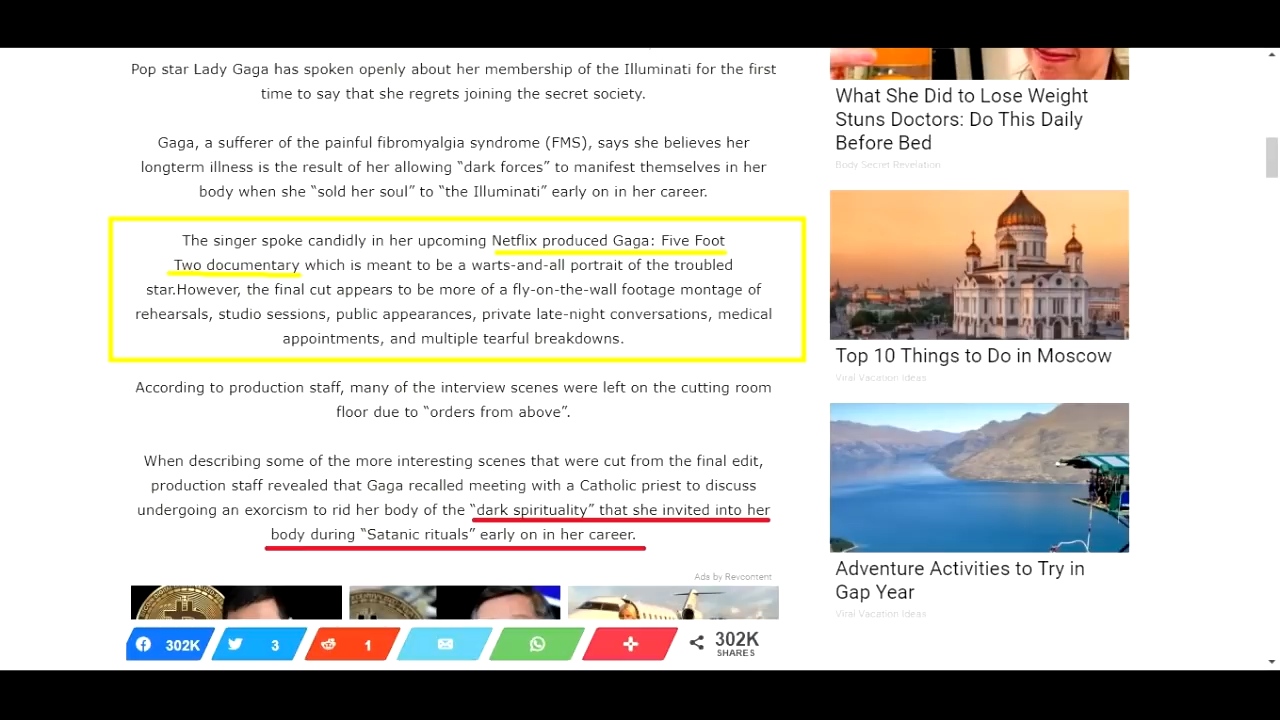 Pop star Lady Gaga has spoken openly about her membership of the Illuminati for the first
time to say that she regrets joining the secret society.
Gaga, a sufferer of the painful fibromyalgia syndrome (FMS), says she believes her
longterm illness is the result of her allowing “dark forces” to manifest themselves in her
body when she “sold her soul” to “the Illuminati” early on in her career.
The singer spoke candidly in her upcoming Netflix produced Gaga: Five Foot
Two documentary which is meant to be a warts-and-all portrait of the troubled
star.However, the final cut appears to be more of a fly-on-the-wall footage montage of
rehearsals, studio sessions, public appearances, private late-night conversations, medical
appointments, and multiple tearful breakdowns.
According to production staff, many of the interview scenes were left on the cutting room
floor due to “orders from above”.
When describing some of the more interesting scenes that were cut from the final edit,
production staff revealed that Gaga recalled meeting with a Catholic priest to discuss
undergoing an exorcism to rid her body of the “dark spirituality” that she invited into her
body during “Satanic rituals” early on in her career.
Ads by Revcontent
302K
3
1
302K
SHARES
What She Did to Lose Weight
Stuns Doctors: Do This Daily
Before Bed
Body Secret Revelation
Top 10 Things to Do in Moscow
Viral Vacation Ideas
Adventure Activities to Try in
Gap Year
Viral Vacation Ideas